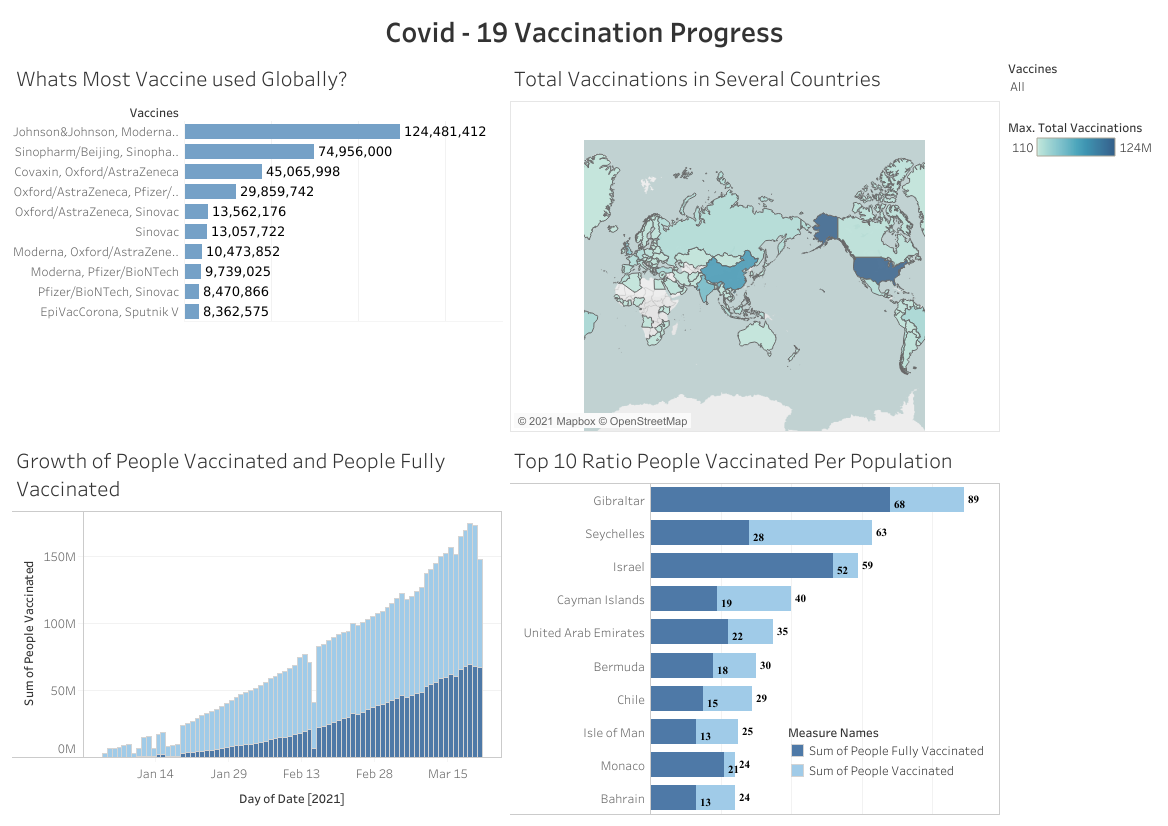 Covid - 19 Vaccination Progress
Whats Most Vaccine used Globally?
Vaccines
Johnson&Johnson, Moderna.. 124,481,412
Sinopharm/Beijing, Sinopha.. 74,956,000
Covaxin, Oxford/AstraZeneca 45,065,998
Oxford/AstraZeneca, Pfizer/.. 29,859,742
Oxford/AstraZeneca, Sinovac 13,562,176
Sinovac 13,057,722
Moderna, Oxford/AstraZene.. 10,473,852
Moderna, Pfizer/BioNTech 9,739,025
Pfizer/BioNTech, Sinovac 8,470,866
EpiVacCorona, Sputnik V 8,362,575
Total Vaccinations in Several Countries
© 2021 Mapbox © OpenStreetMap
Vaccines
All
Max. Total Vaccinations
110 124M
Growth of People Vaccinated and People Fully
Vaccinated
Sum of People Vaccinated
150M
100M
50M
0M
Jan 14 Jan 29 Feb 13 Feb 28 Mar 15
Day of Date [2021]
Top 10 Ratio People Vaccinated Per Population
Gibraltar 68 89
Seychelles 28 63
Israel 52 59
Cayman Islands 19 40
United Arab Emirates 22 35
Bermuda 18 30
Chile 15 29
Isle of Man 13 25
Monaco 21 24
Bahrain 13 24
Measure Names
Sum of People Fully Vaccinated
Sum of People Vaccinated